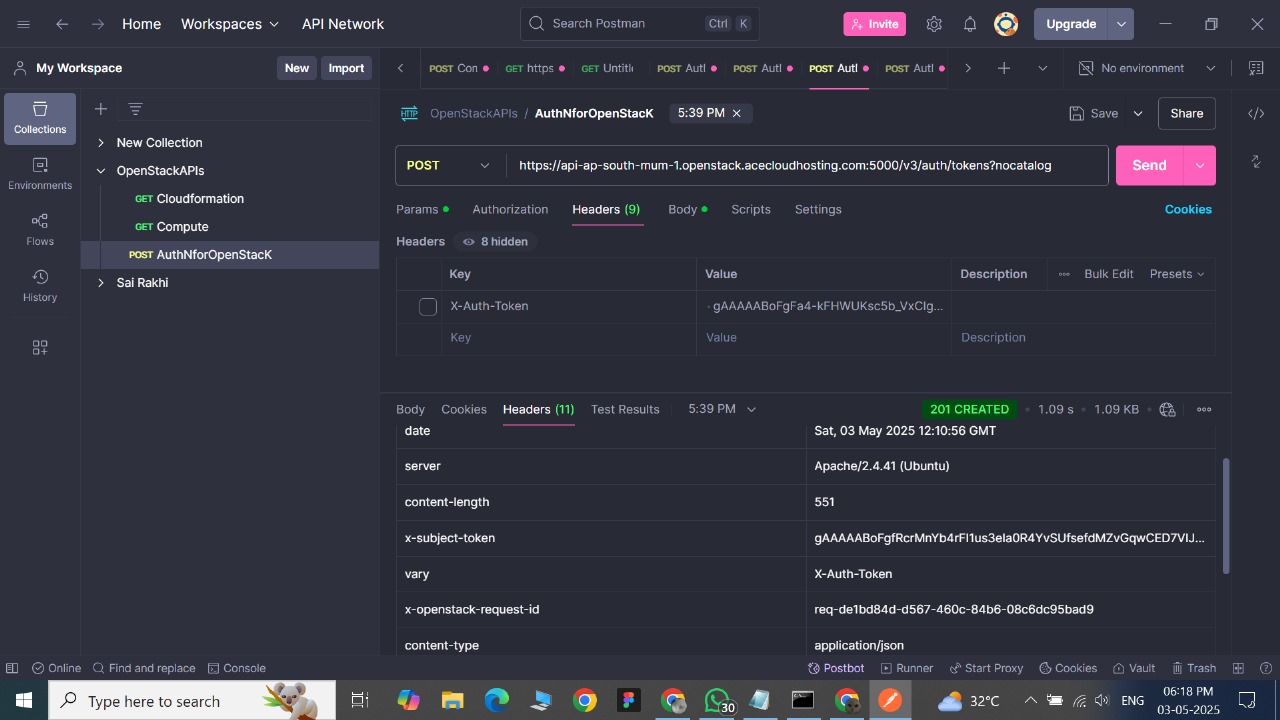 Home Workspaces API Network Search Postman Ctrl K Invite Upgrade
My Workspace New Import POST Con GET https GET Untitle POST Autl POST Autl POST Autl POST Autl No environment
Collections
Environments
Flows
History
New Collection
OpenStackAPIs
GET Cloudformation
GET Compute
POST AuthNforOpenStacK
Sai Rakhi
HTTP OpenStackAPIs / AuthNforOpenStacK 5:39 PM Save Share
POST https://api-ap-south-mum-1.openstack.acecloudhosting.com:5000/v3/auth/tokens?nocatalog Send
Params Authorization Headers (9) Body Scripts Settings Cookies
Headers 8 hidden
Key Value Description Bulk Edit Presets
X-Auth-Token gAAAAABoFgFa4-kFHWUKsc5b_VxClg...
Key Value Description
Body Cookies Headers (11) Test Results 5:39 PM 201 CREATED 1.09 s 1.09 KB
date Sat, 03 May 2025 12:10:56 GMT
server Apache/2.4.41 (Ubuntu)
content-length 551
x-subject-token gAAAAABoFgfRcrMnYb4rFl1us3ela0R4YvSUfsefdMZvGqwCED7VIJ...
vary X-Auth-Token
x-openstack-request-id req-de1bd84d-d567-460c-84b6-08c6dc95bad9
content-type application/json
Online Find and replace Console Postbot Runner Start Proxy Cookies Vault Trash
Type here to search 30 32°C ENG 06:18 PM
03-05-2025